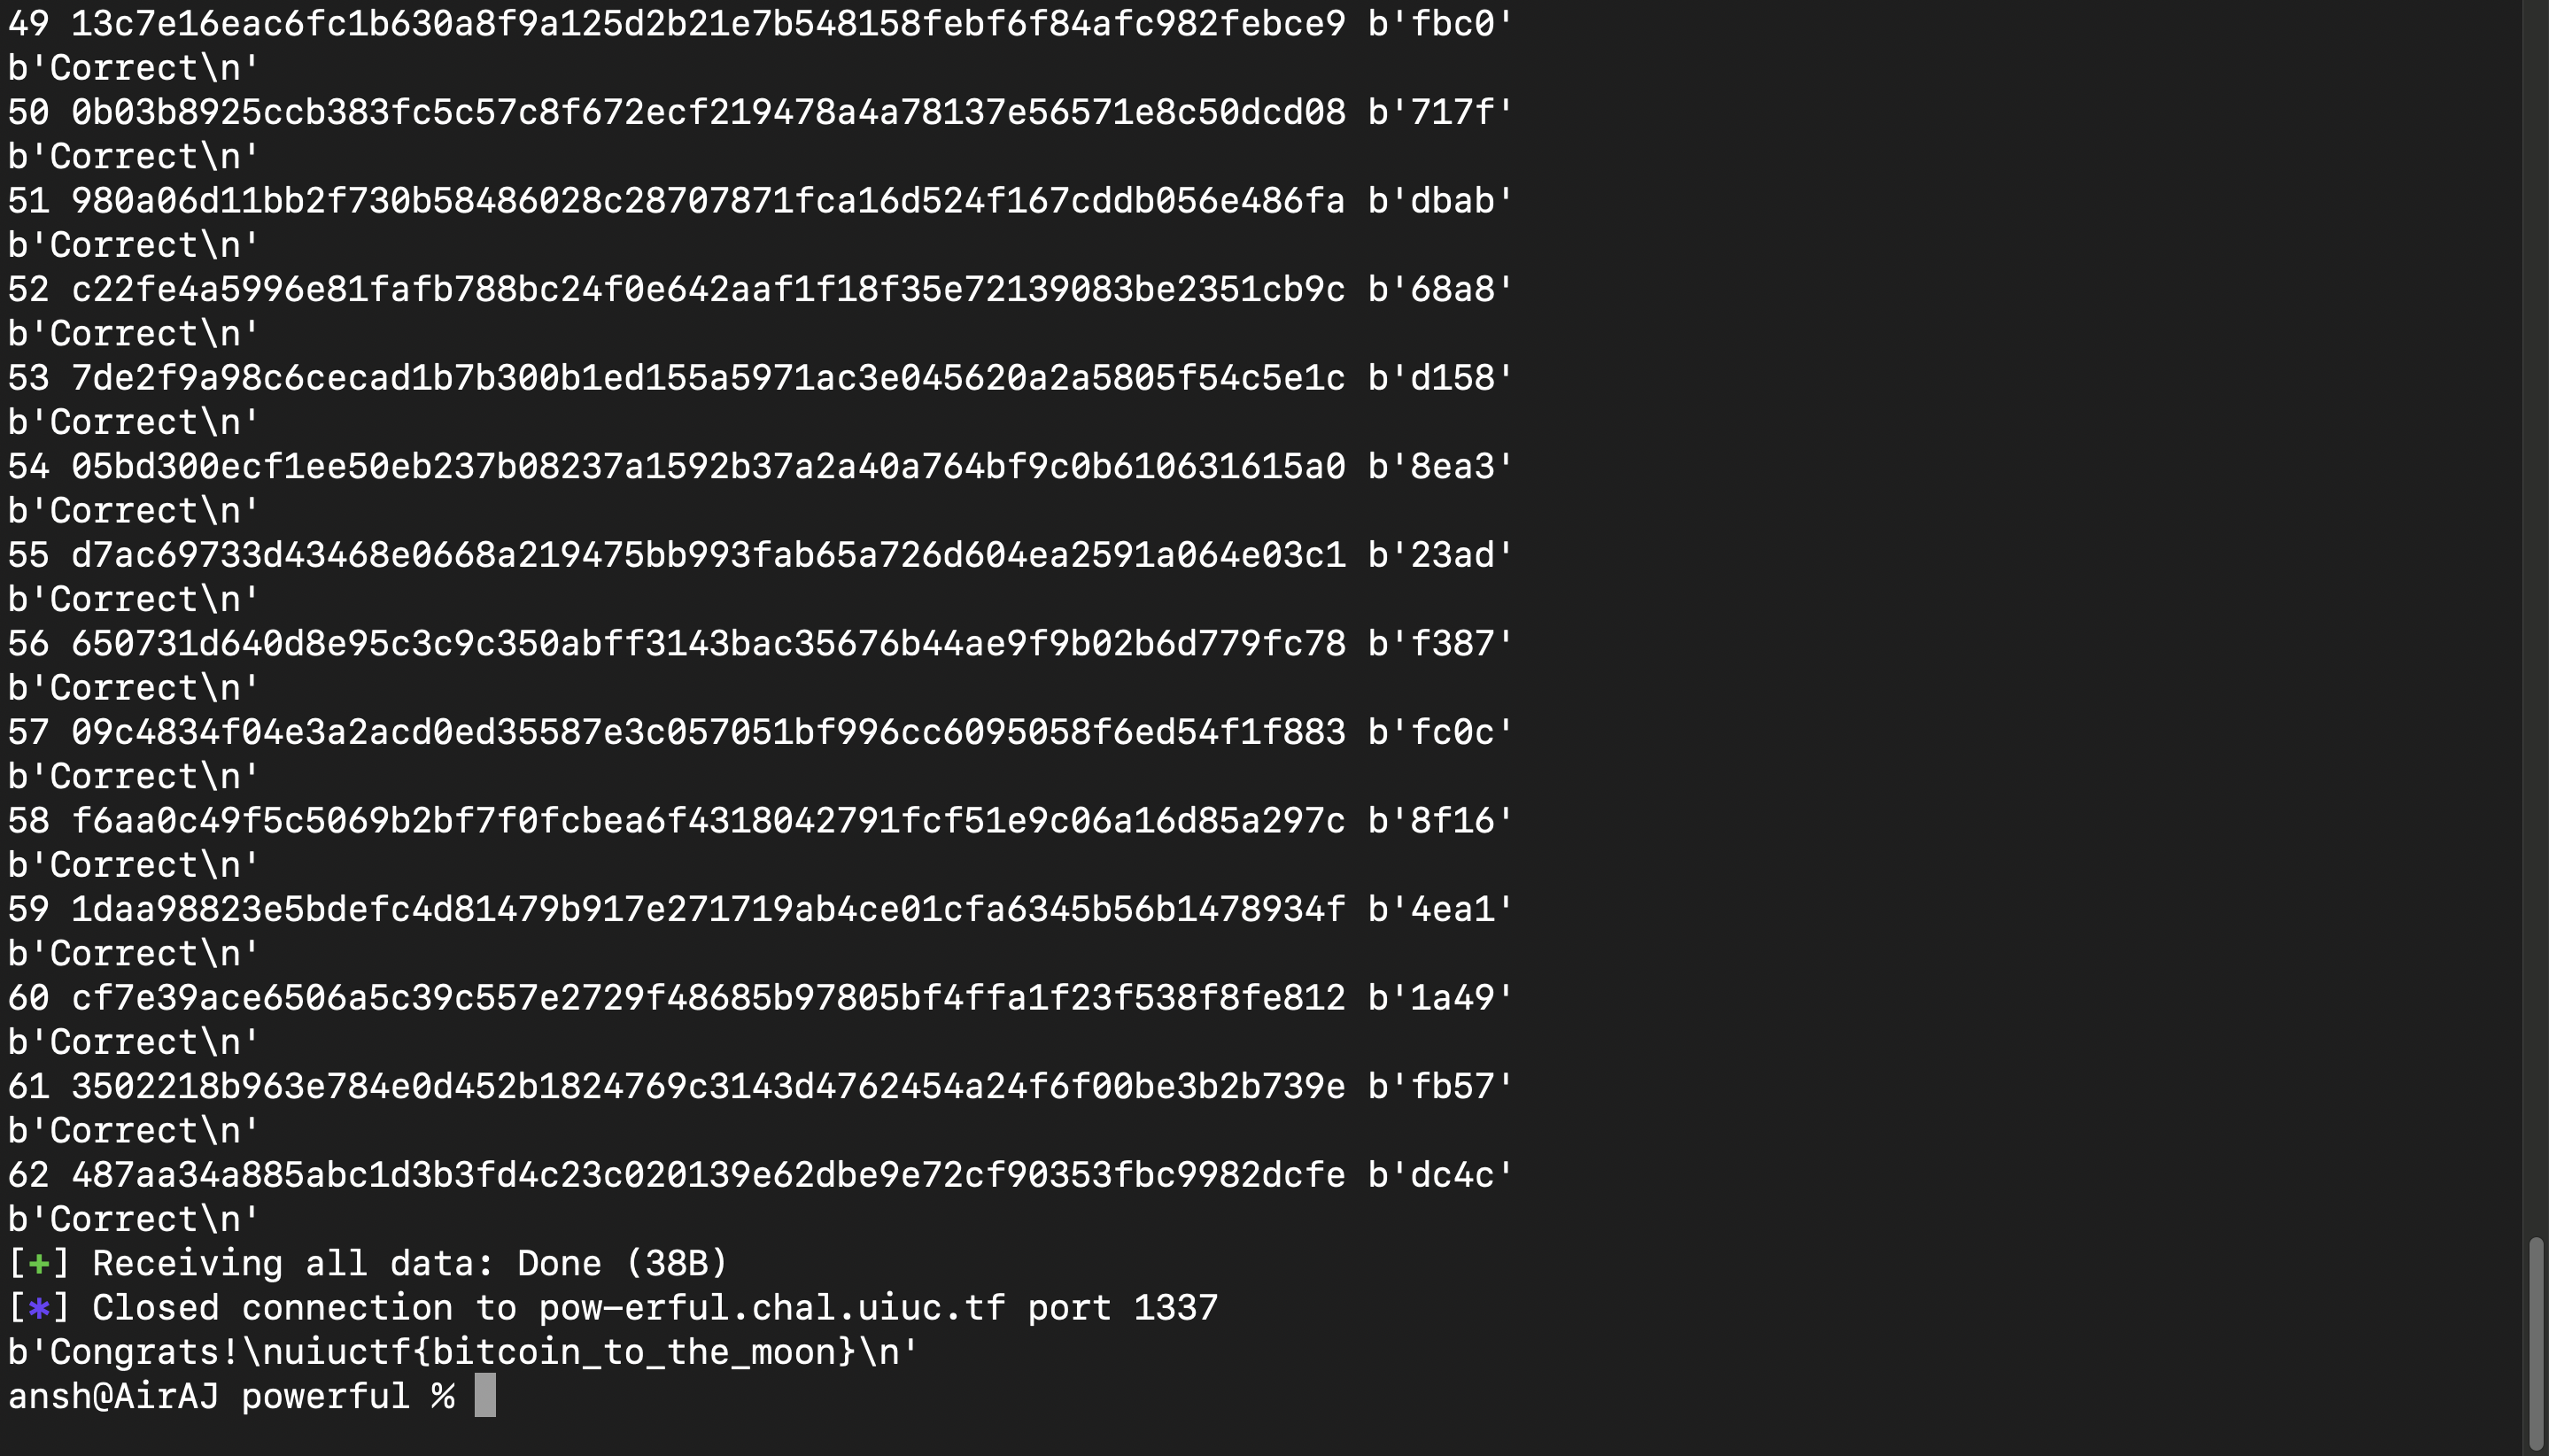 49 13c7e16eac6fc1b630a8f9a125d2b21e7b548158febf6f84afc982febce9 b'fbc0'
b'Correct\n'
50 0b03b8925ccb383fc5c57c8f672ecf219478a4a78137e56571e8c50dcd08 b'717f'
b'Correct\n'
51 980a06d11bb2f730b58486028c28707871fca16d524f167cddb056e486fa b'dbab'
b'Correct\n'
52 c22fe4a5996e81fafb788bc24f0e642aaf1f18f35e72139083be2351cb9c b'68a8'
b'Correct\n'
53 7de2f9a98c6cecad1b7b300b1ed155a5971ac3e045620a2a5805f54c5e1c b'd158'
b'Correct\n'
54 05bd300ecf1ee50eb237b08237a1592b37a2a40a764bf9c0b610631615a0 b'8ea3'
b'Correct\n'
55 d7ac69733d43468e0668a219475bb993fab65a726d604ea2591a064e03c1 b'23ad'
b'Correct\n'
56 650731d640d8e95c3c9c350abff3143bac35676b44ae9f9b02b6d779fc78 b'f387'
b'Correct\n'
57 09c4834f04e3a2acd0ed35587e3c057051bf996cc6095058f6ed54f1f883 b'fc0c'
b'Correct\n'
58 f6aa0c49f5c5069b2bf7f0fcbea6f4318042791fcf51e9c06a16d85a297c b'8f16'
b'Correct\n'
59 1daa98823e5bdefc4d81479b917e271719ab4ce01cfa6345b56b1478934f b'4ea1'
b'Correct\n'
60 cf7e39ace6506a5c39c557e2729f48685b97805bf4ffa1f23f538f8fe812 b'1a49'
b'Correct\n'
61 3502218b963e784e0d452b1824769c3143d4762454a24f6f00be3b2b739e b'fb57'
b'Correct\n'
62 487aa34a885abc1d3b3fd4c23c020139e62dbe9e72cf90353fbc9982dcfe b'dc4c'
b'Correct\n'
[+] Receiving all data: Done (38B)
[*] Closed connection to pow-erful.chal.uiuc.tf port 1337
b'Congrats!\nuiuctf{bitcoin_to_the_moon}\n'
ansh@AirAJ powerful %